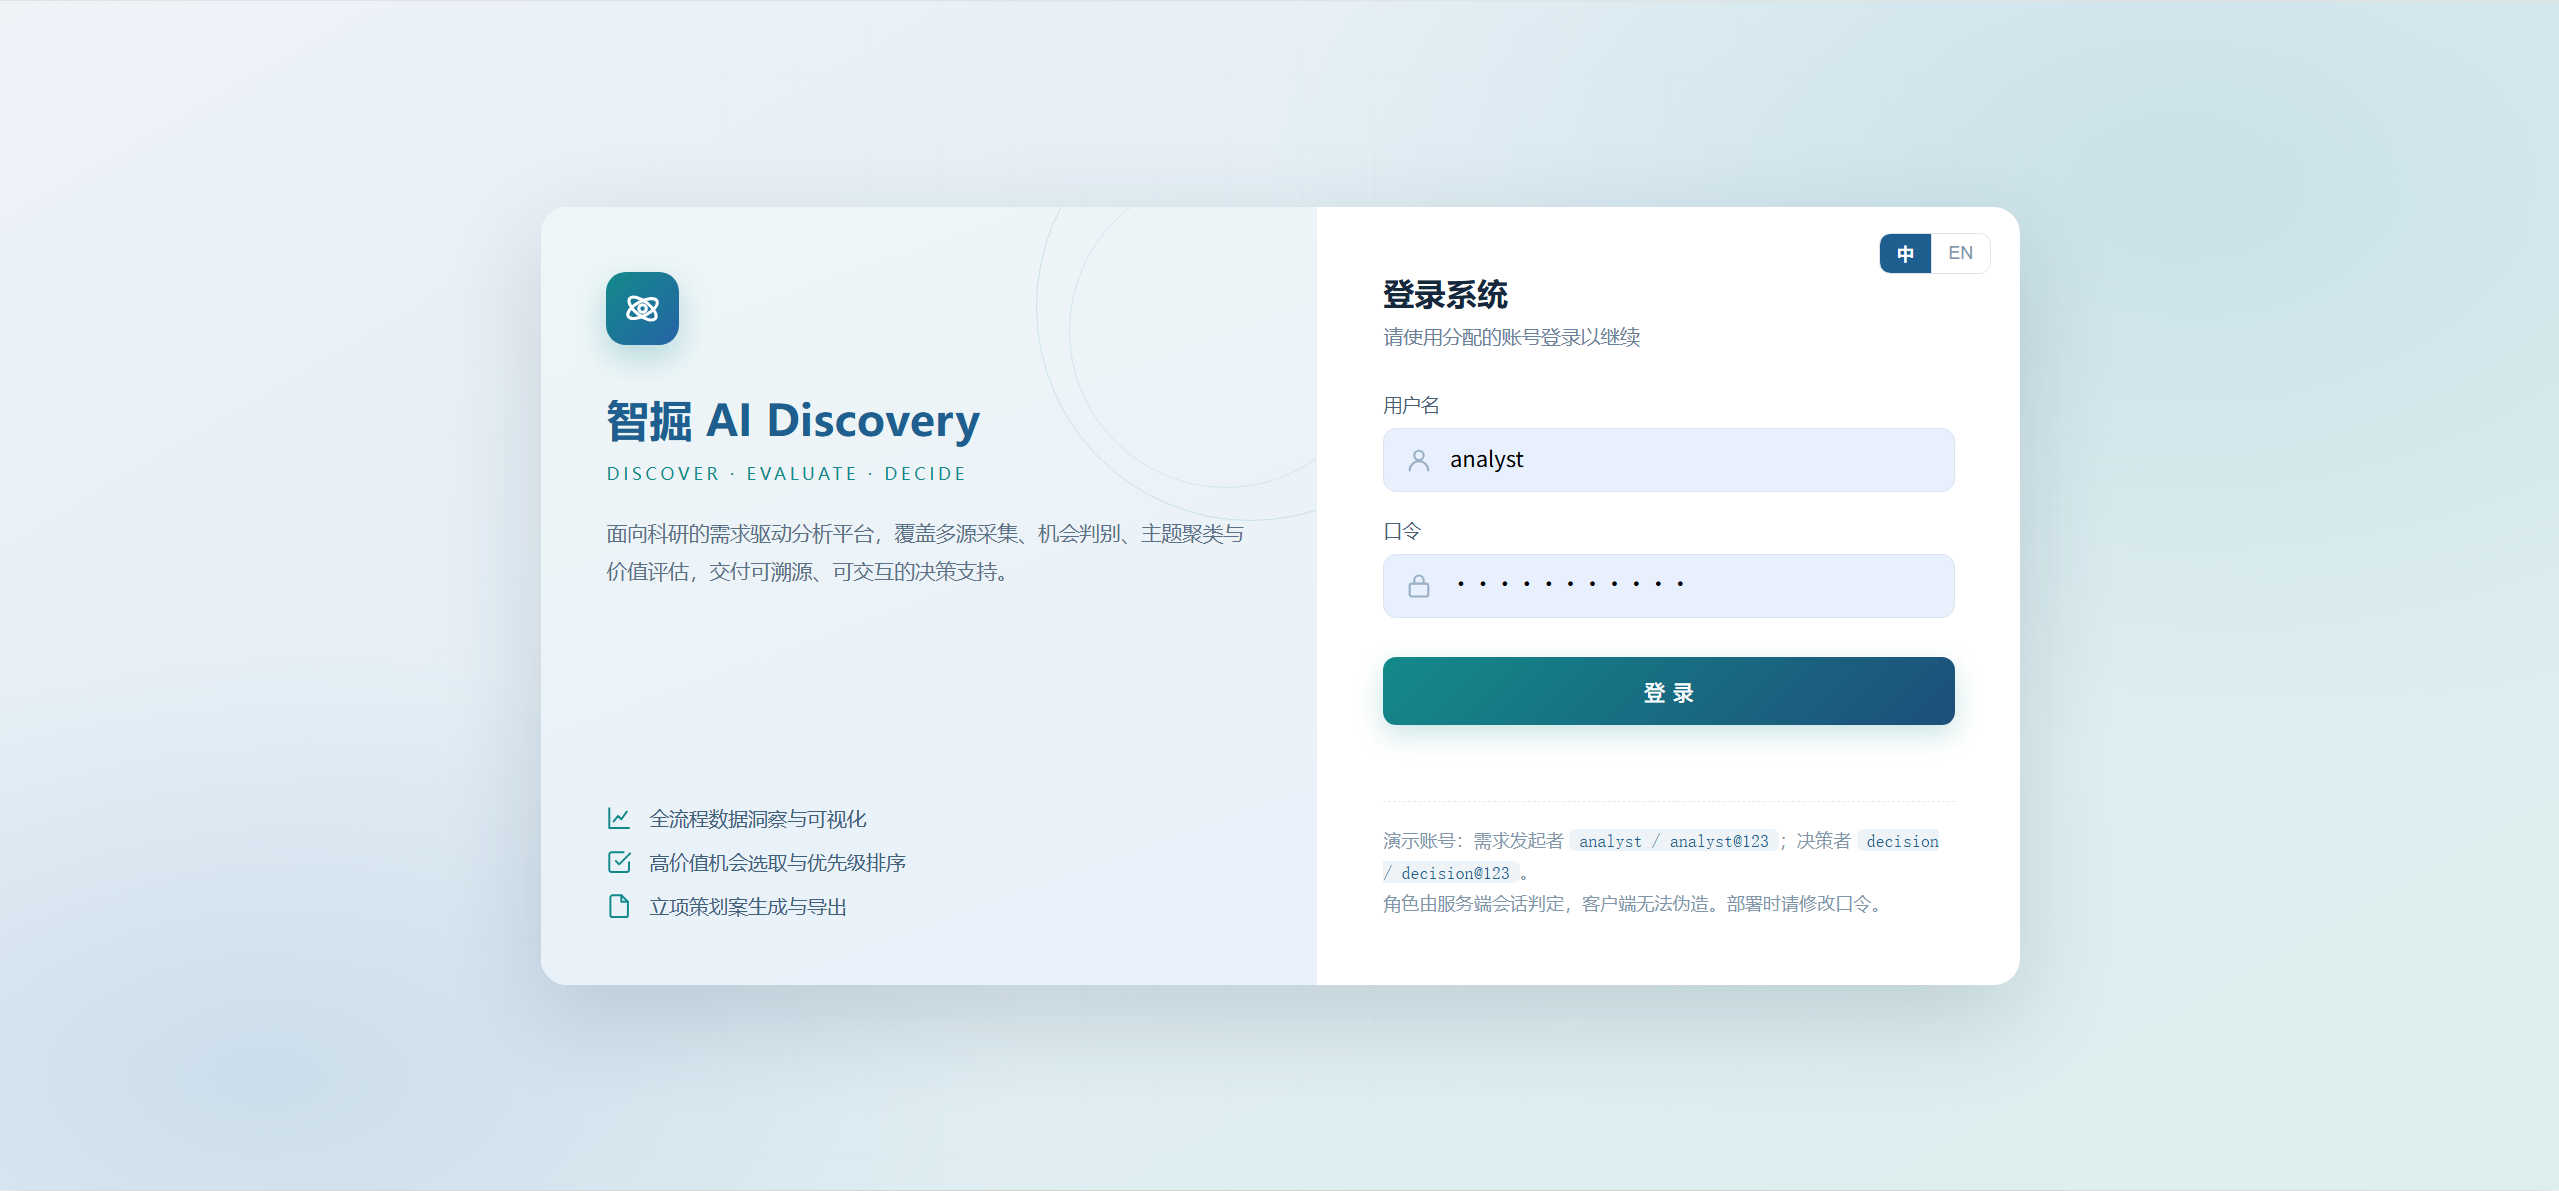 智掘 AI Discovery
DISCOVER · EVALUATE · DECIDE
面向科研的需求驱动分析平台，覆盖多源采集、机会判别、主题聚类与
价值评估，交付可溯源、可交互的决策支持。
全流程数据洞察与可视化
高价值机会选取与优先级排序
立项策划案生成与导出
中 EN
登录系统
请使用分配的账号登录以继续
用户名
analyst
口令
···········
登 录
演示账号：需求发起者 analyst / analyst@123；决策者 decision
/ decision@123。
角色由服务端会话判定，客户端无法伪造。部署时请修改口令。